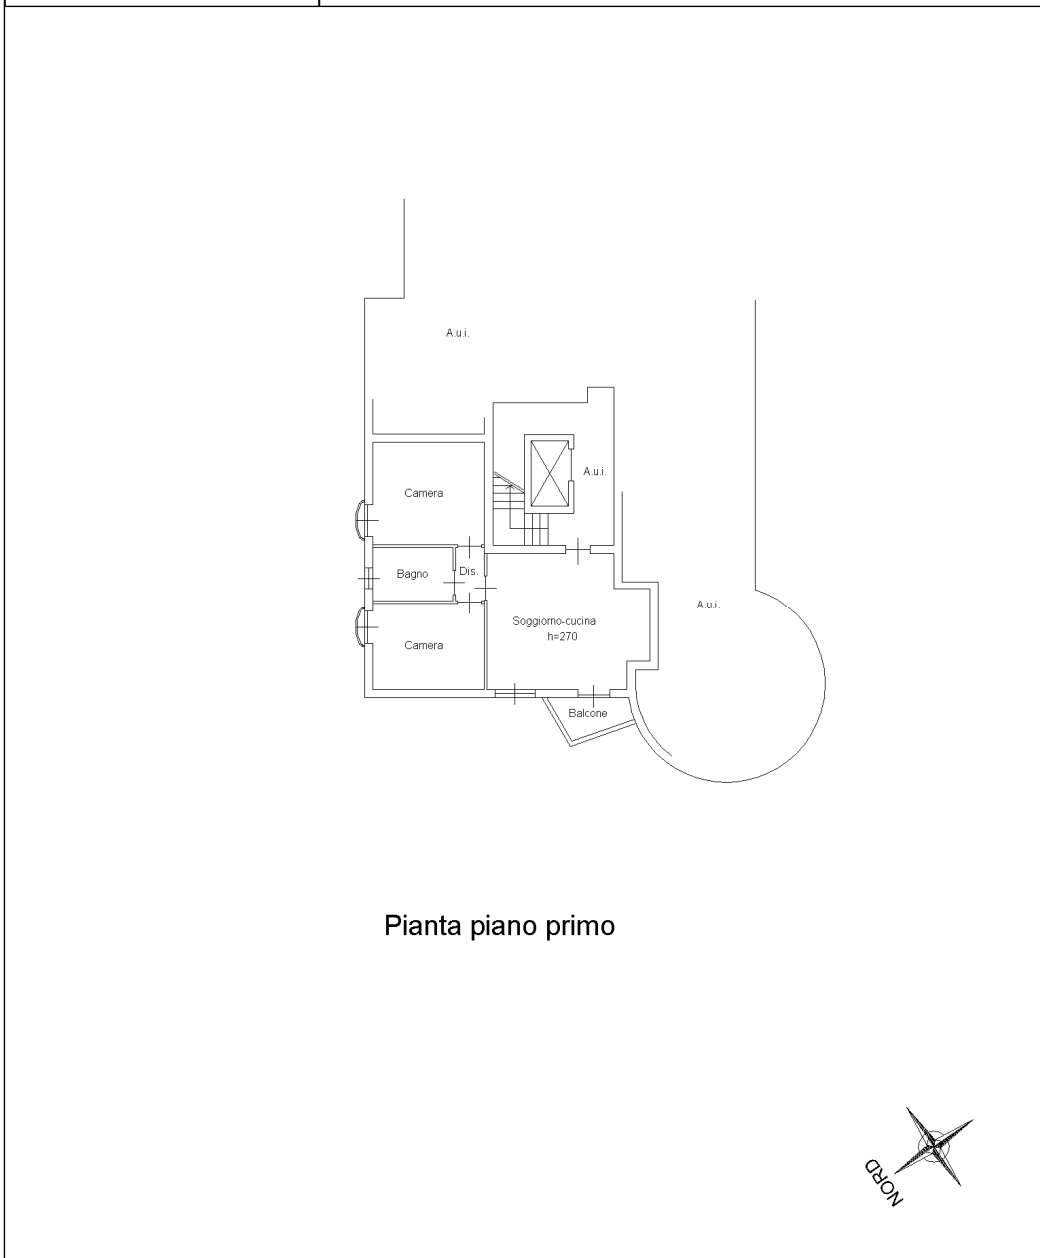 A.u.i.
A.u.i.
Camera
Bagno
Dis.
A.u.i.
Soggiorno-cucina
h=270
Camera
Balcone
Pianta piano primo
NORD